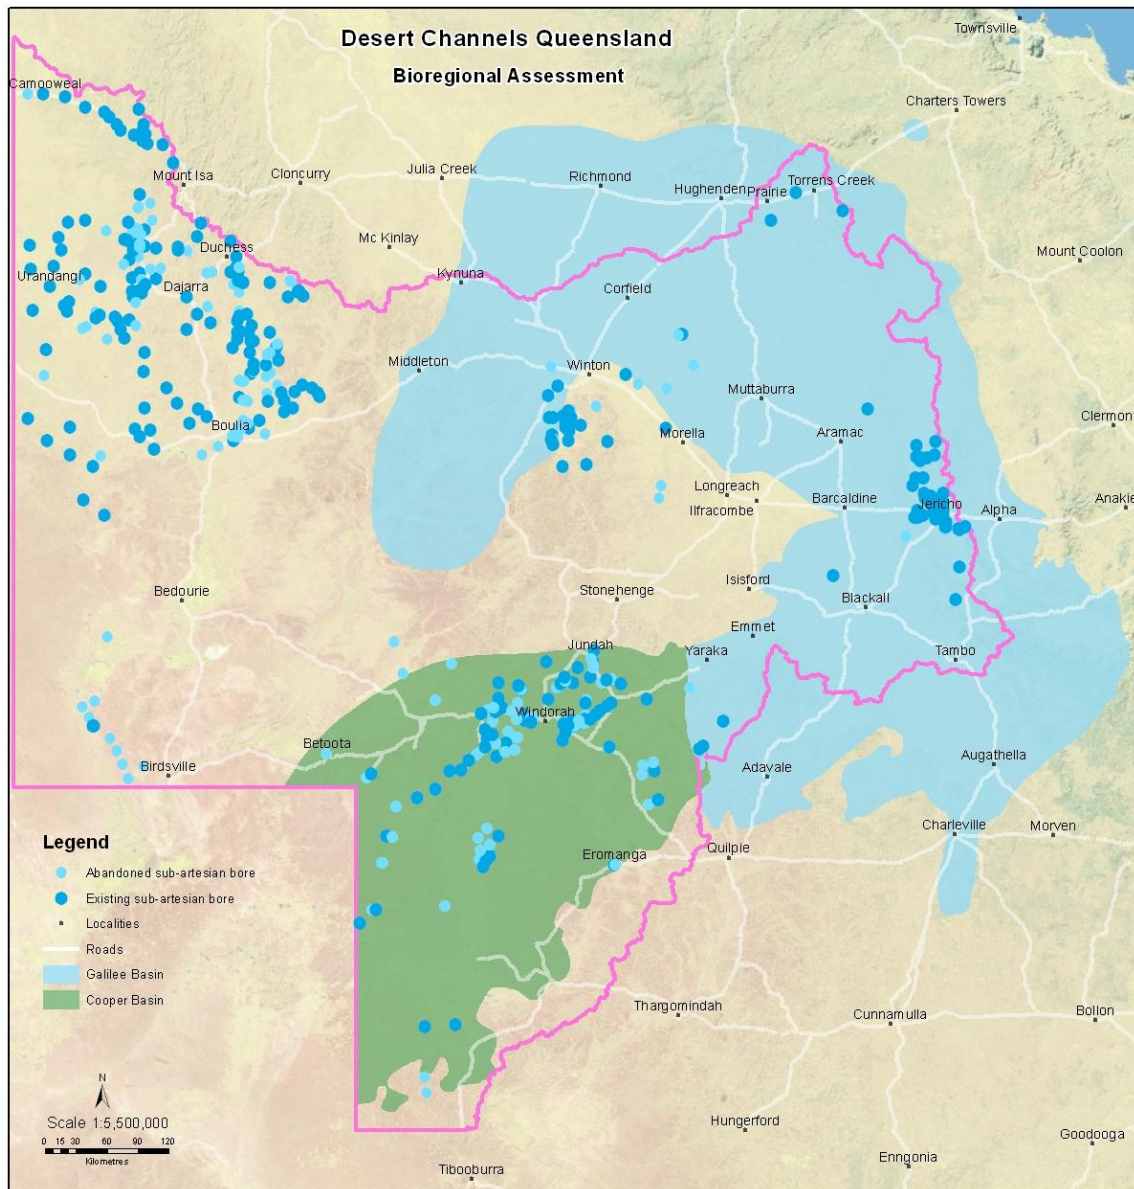 Desert Channels Queensland
Bioregional Assessment
Townsville
Camooweal
Charters Towers
Mount Isa
Cloncurry
Julia Creek
Richmond
Hughenden
Prairie
Torrens Creek
Mc Kinlay
Duchess
Mount Coolon
Urandangi
Dajarra
Kynuna
Corfield
Middleton
Winton
Muttaburra
Clermont
Boulia
Morella
Aramac
Longreach
Ilfracombe
Barcaldine
Jericho
Alpha
Anakie
Bedourie
Stonehenge
Isisford
Blackall
Emmet
Jundah
Yaraka
Tambo
Windorah
Betoota
Birdsville
Adavale
Augathella
Charleville
Morven
Eromanga
Quilpie
Legend
Abandoned sub-artesian bore
Existing sub-artesian bore
Localities
Roads
Galilee Basin
Cooper Basin
Thargomindah
Cunnamulla
Bollon
N
Scale 1:5,500,000
0 15 30 60 90 120
Kilometres
Hungerford
Goodooga
Enngonia
Tibooburra